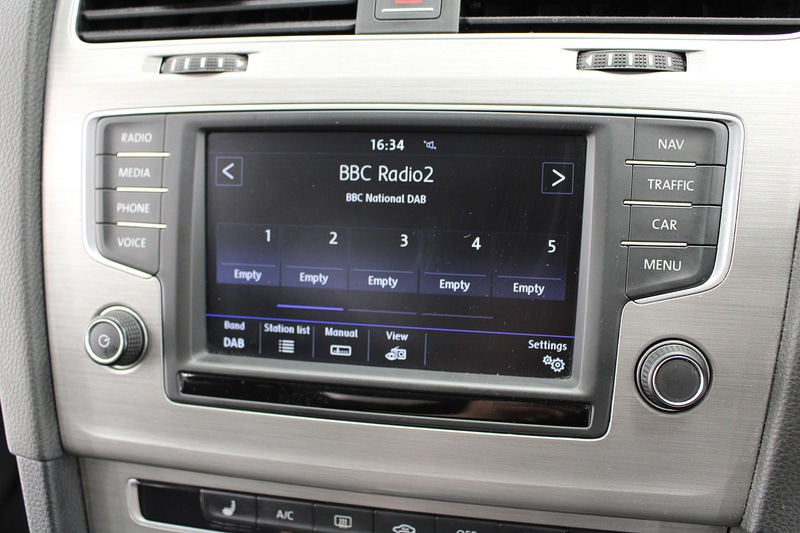 RADIO
MEDIA
PHONE
VOICE
16:34
<
BBC Radio2
>
BBC National DAB
1 2 3 4 5
Empty Empty Empty Empty Empty
Band Station list Manual View Settings
DAB
NAV
TRAFFIC
CAR
MENU
A/C
OFF